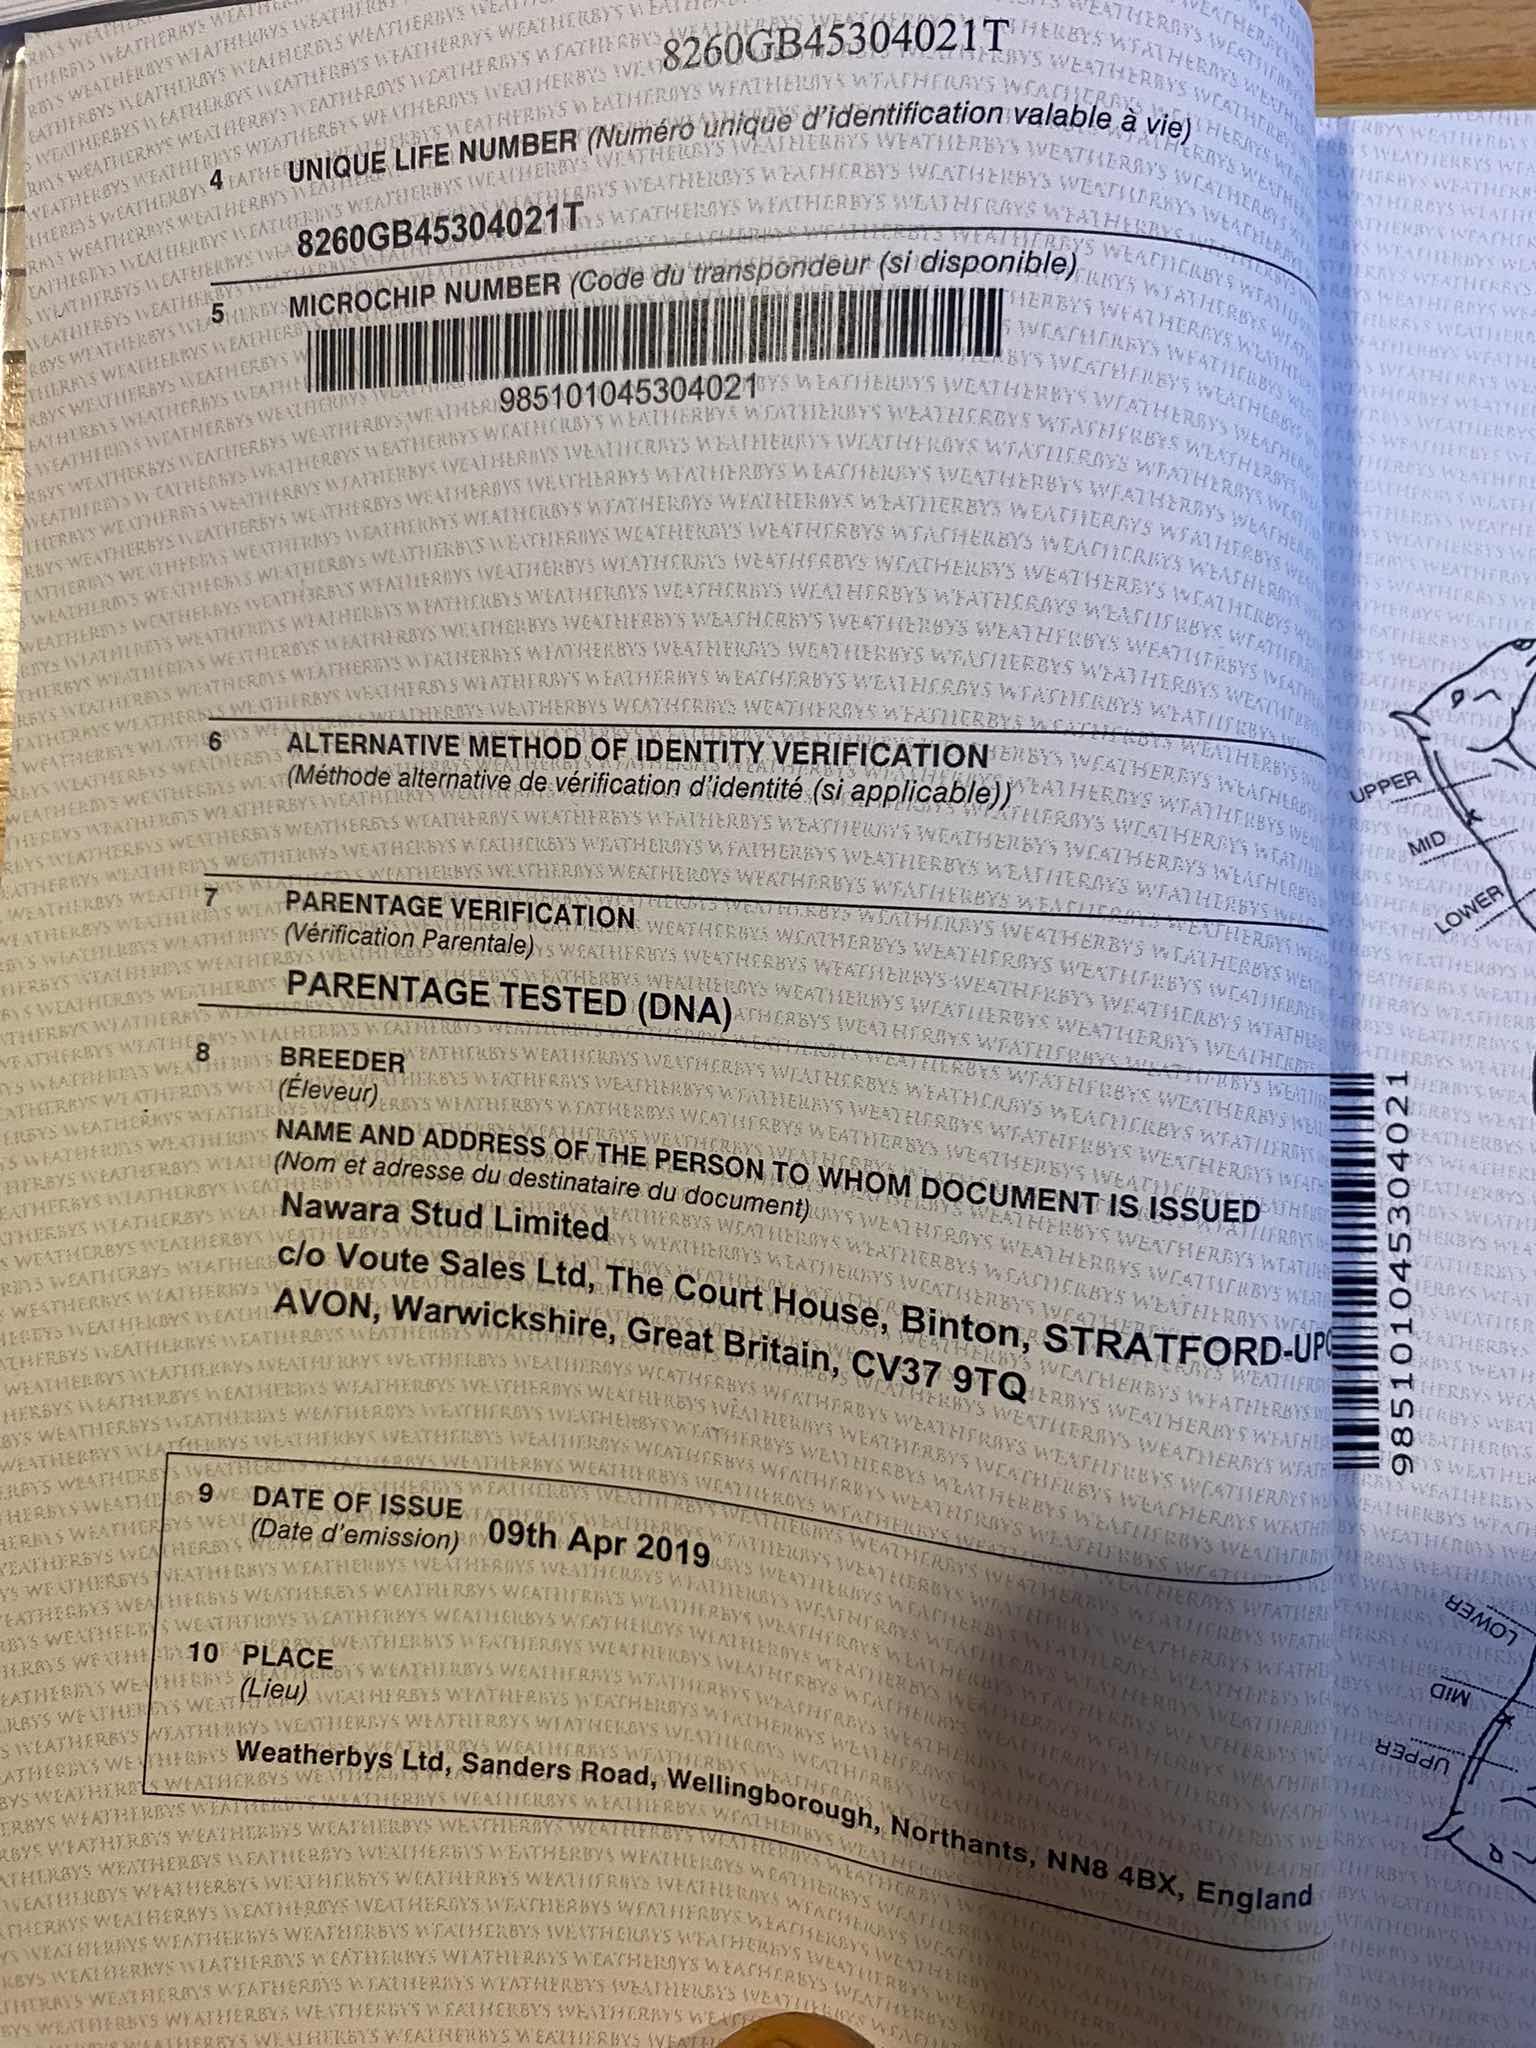 8260GB45304021T
4 UNIQUE LIFE NUMBER (Numéro unique d'identification valable à vie)
8260GB45304021T
5 MICROCHIP NUMBER (Code du transpondeur (si disponible)
985101045304021
6 ALTERNATIVE METHOD OF IDENTITY VERIFICATION
(Méthode alternative de vérification d'identité (si applicable))
7 PARENTAGE VERIFICATION
(Vérification Parentale)
PARENTAGE TESTED (DNA)
8 BREEDER
(Éleveur)
NAME AND ADDRESS OF THE PERSON TO WHOM DOCUMENT IS ISSUED
(Nom et adresse du destinataire du document)
Nawara Stud Limited
c/o Voute Sales Ltd, The Court House, Binton, STRATFORD-UPO
AVON, Warwickshire, Great Britain, CV37 9TQ
9 DATE OF ISSUE
(Date d'emission) 09th Apr 2019
10 PLACE
(Lieu)
Weatherbys Ltd, Sanders Road, Wellingborough, Northants, NN8 4BX, England
985101045304021
UPPER
MID
LOWER
LOWER
MID
UPPER